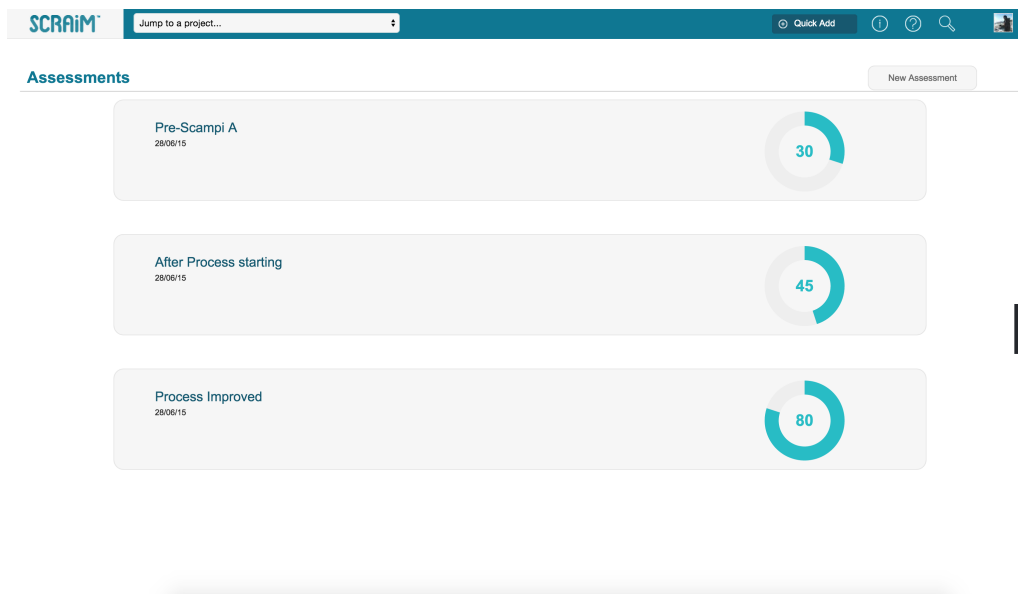 SCRAiM™
Jump to a project...
Quick Add
Assessments
New Assessment
Pre-Scampi A
28/06/15
30
After Process starting
28/06/15
45
Process Improved
28/06/15
80